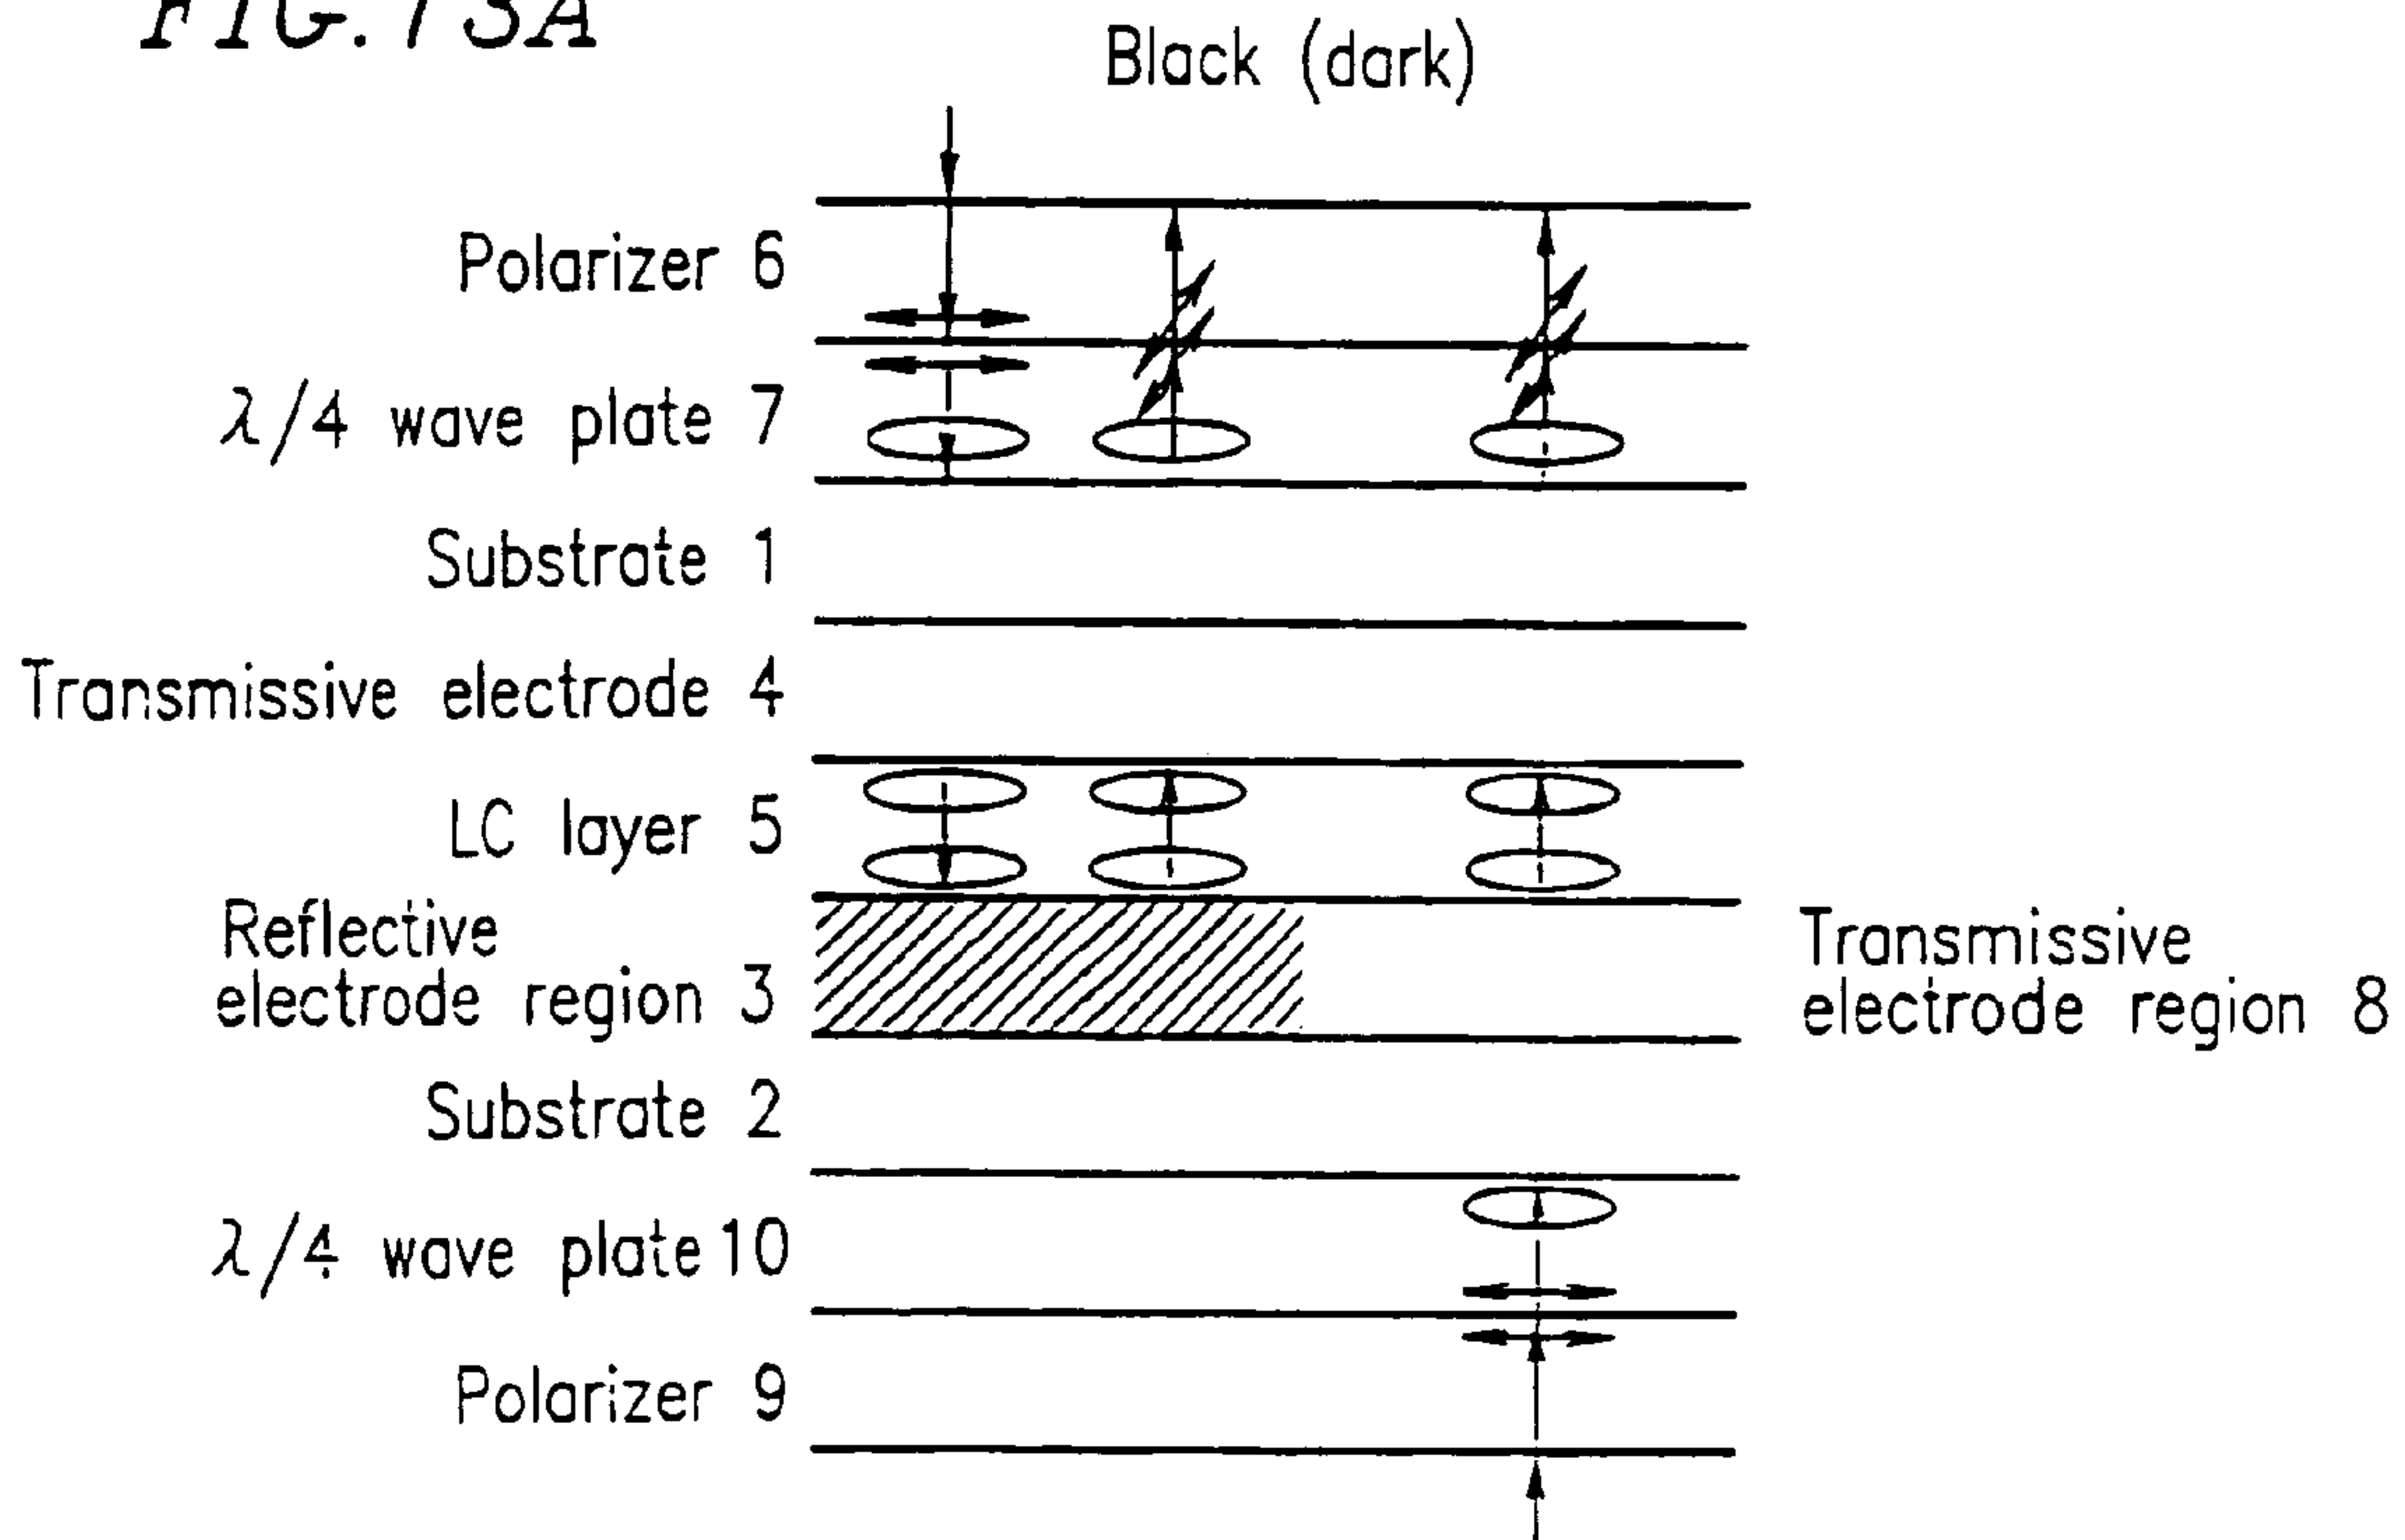 FIG. 13A
Black (dark)
Polarizer 6
λ/4 wave plate 7
Substrate 1
Transmissive electrode 4
LC layer 5
Reflective
electrode region 3
Transmissive
electrode region 8
Substrate 2
λ/4 wave plate 10
Polarizer 9